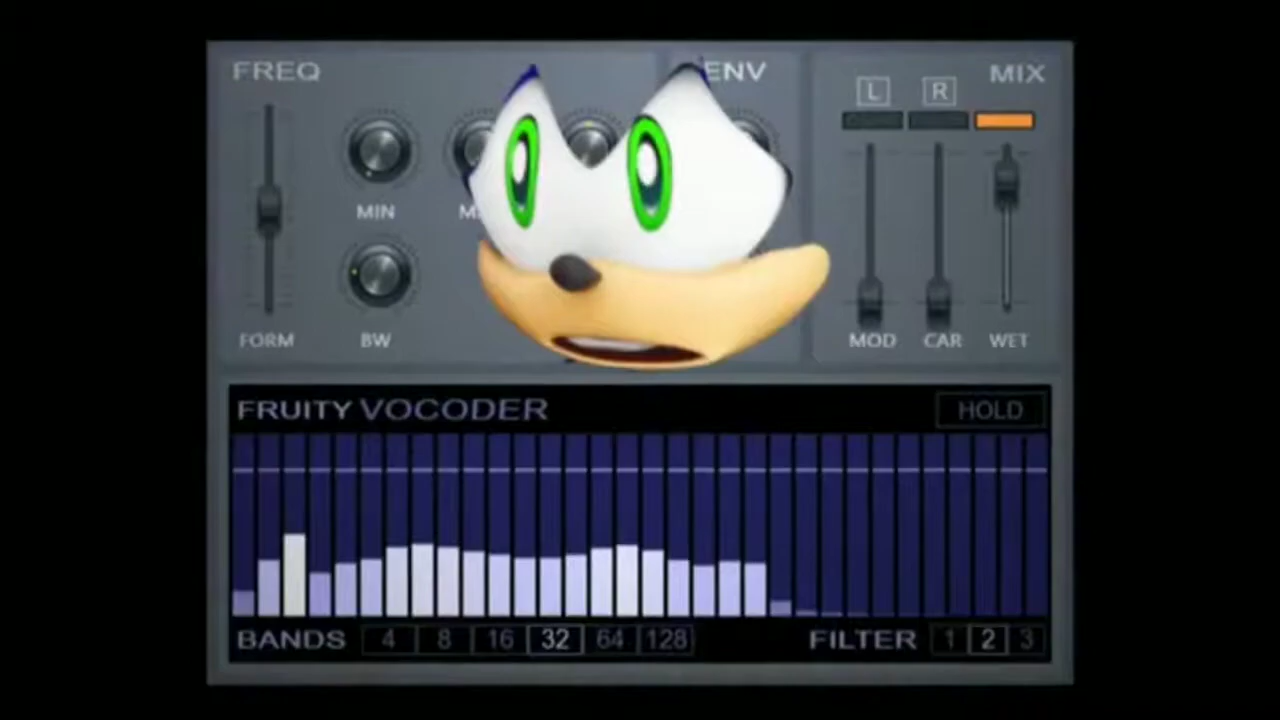 FREQ ENV MIX
L R
MIN
FORM BW MOD CAR WET
FRUITY VOCODER HOLD
BANDS 4 8 16 32 64 128 FILTER 1 2 3